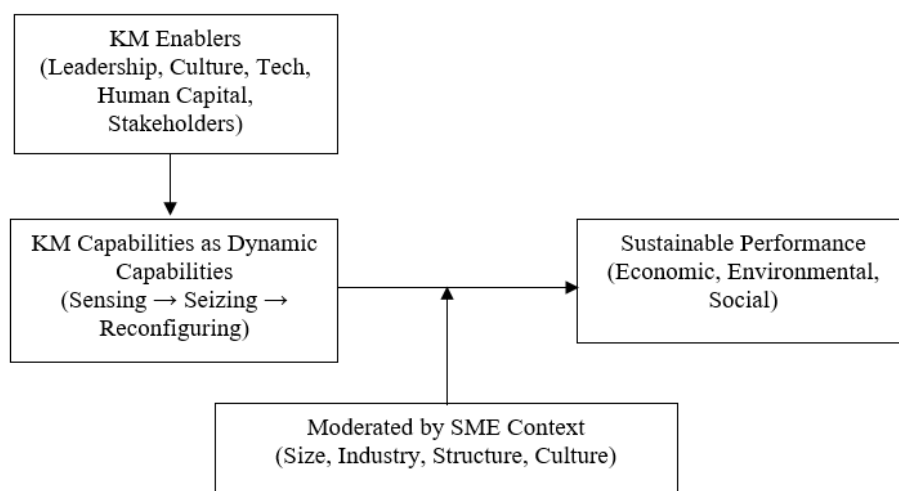 KM Enablers
(Leadership, Culture, Tech,
Human Capital,
Stakeholders)
KM Capabilities as Dynamic
Capabilities
(Sensing → Seizing →
Reconfiguring)
Sustainable Performance
(Economic, Environmental,
Social)
Moderated by SME Context
(Size, Industry, Structure, Culture)